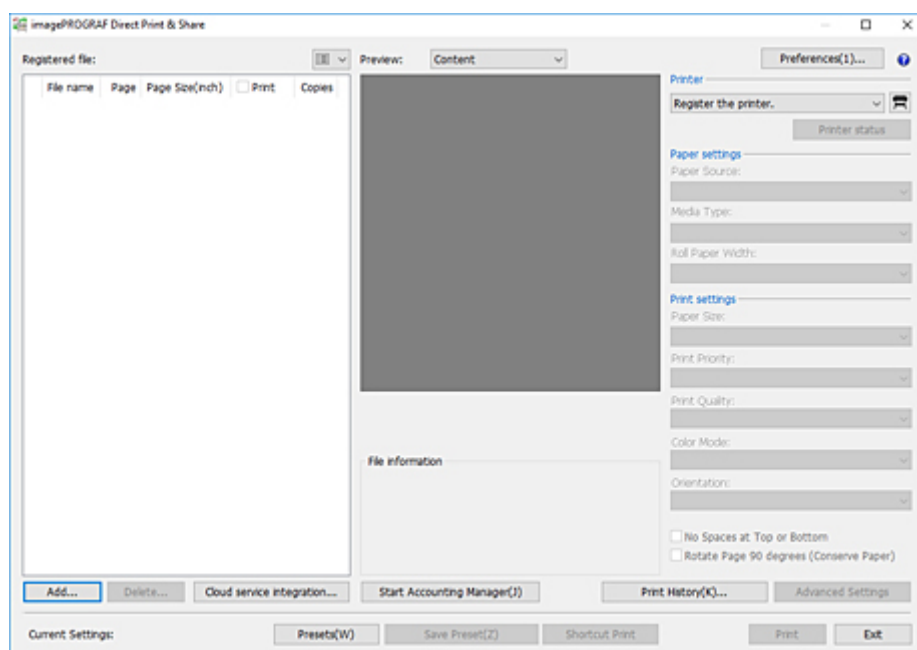 imagePROGRAF Direct Print & Share
Registered file:
Preview: Content
Preferences(1)...
File name Page Page Size(inch) Print Copies
Printer
Register the printer.
Printer status
Paper settings
Paper Source:
Media Type:
Roll Paper Width:
Print settings
Paper Size:
Print Priority:
Print Quality:
Color Mode:
Orientation:
No Spaces at Top or Bottom
Rotate Page 90 degrees (Conserve Paper)
File information
Add... Delete... Cloud service integration... Start Accounting Manager(J) Print History(K)... Advanced Settings
Current Settings: Presets(W) Save Preset(Z) Shortcut Print Print Exit